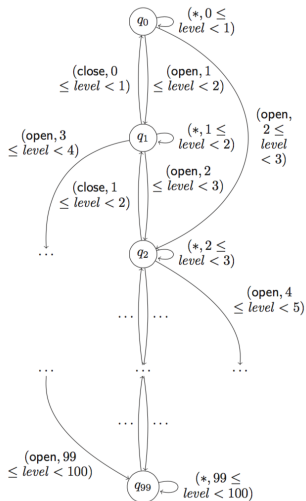 q0
(∗, 0 ≤
level < 1)
(close, 0
≤ level < 1)
(open, 1
≤ level < 2)
(open,
2 ≤
level
< 3)
(open, 3
≤ level < 4)
q1
(∗, 1 ≤
level < 2)
(close, 1
≤ level < 2)
(open, 2
≤ level < 3)
...
q2
(∗, 2 ≤
level < 3)
(open, 4
≤ level < 5)
... ...
... ... ...
... ...
(open, 99
≤ level < 100)
q99
(∗, 99 ≤
level < 100)